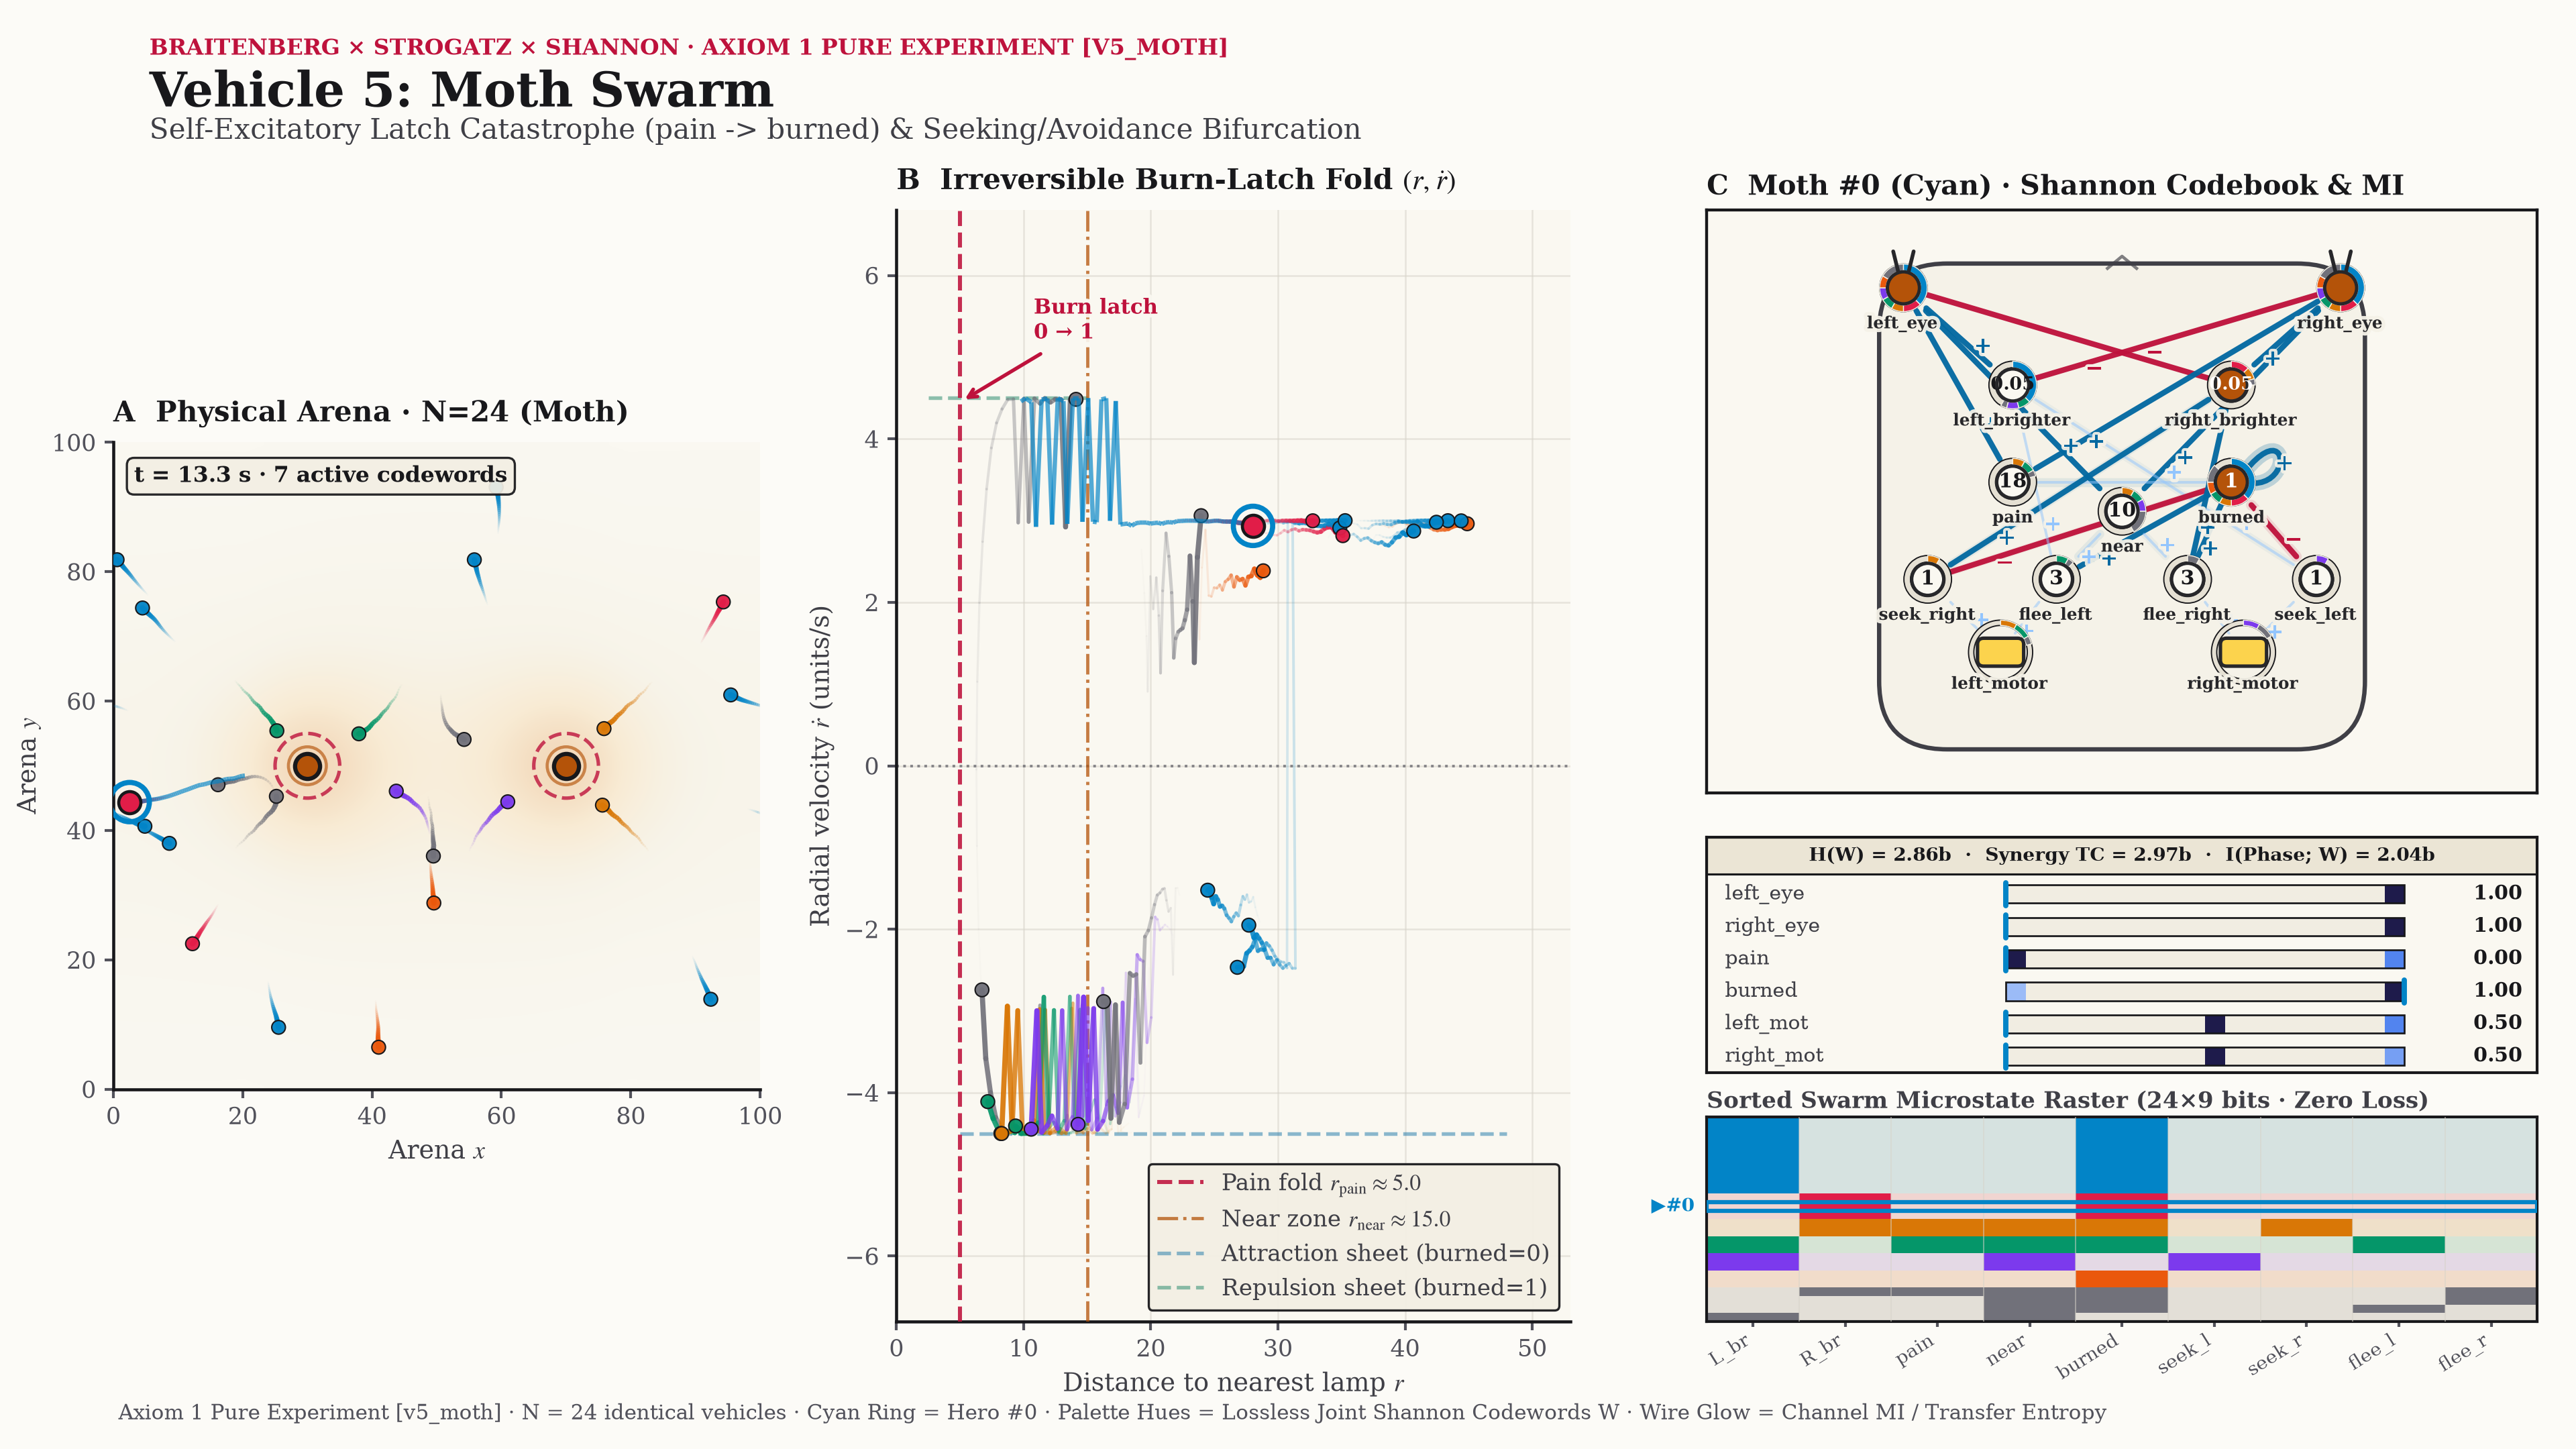 BRAITENBERG × STROGATZ × SHANNON · AXIOM 1 PURE EXPERIMENT [V5_MOTH]
Vehicle 5: Moth Swarm
Self-Excitatory Latch Catastrophe (pain -> burned) & Seeking/Avoidance Bifurcation
A Physical Arena · N=24 (Moth)
t = 13.3 s · 7 active codewords
100
80
60
40
20
0
0 20 40 60 80 100
Arena y
Arena x
B Irreversible Burn-Latch Fold (r, ṙ)
Burn latch
0 → 1
6
4
2
0
−2
−4
−6
0 10 20 30 40 50
Radial velocity ṙ (units/s)
Distance to nearest lamp r
Pain fold r_pain ≈ 5.0
Near zone r_near ≈ 15.0
Attraction sheet (burned=0)
Repulsion sheet (burned=1)
C Moth #0 (Cyan) · Shannon Codebook & MI
left_eye right_eye
0.05 0.05
left_brighter right_brighter
18 1
pain burned
10
near
1 3 3 1
seek_right flee_left flee_right seek_left
left_motor right_motor
H(W) = 2.86b · Synergy TC = 2.97b · I(Phase; W) = 2.04b
left_eye 1.00
right_eye 1.00
pain 0.00
burned 1.00
left_mot 0.50
right_mot 0.50
Sorted Swarm Microstate Raster (24×9 bits · Zero Loss)
▶#0
L_br R_br pain near burned seek_l seek_r flee_l flee_r
Axiom 1 Pure Experiment [v5_moth] · N = 24 identical vehicles · Cyan Ring = Hero #0 · Palette Hues = Lossless Joint Shannon Codewords W · Wire Glow = Channel MI / Transfer Entropy